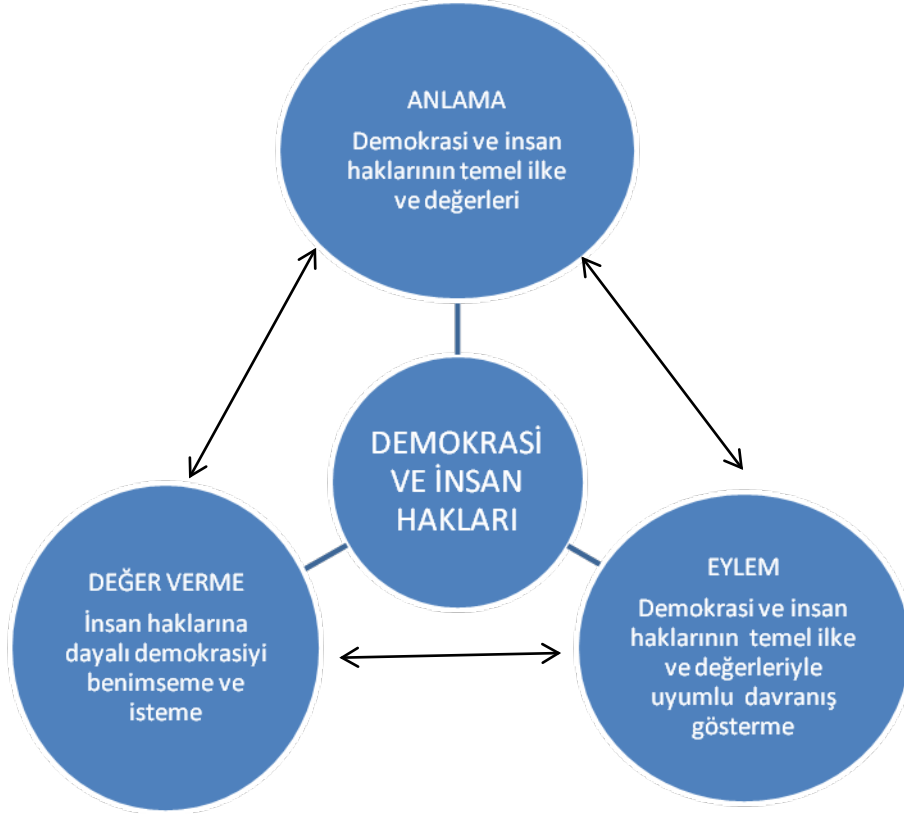 ANLAMA
Demokrasi ve insan
haklarının temel ilke
ve değerleri
DEMOKRASİ
VE İNSAN
HAKLARI
DEĞER VERME
İnsan haklarına
dayalı demokrasiyi
benimseme ve
isteme
EYLEM
Demokrasi ve insan
haklarının temel ilke
ve değerleriyle
uyumlu davranış
gösterme